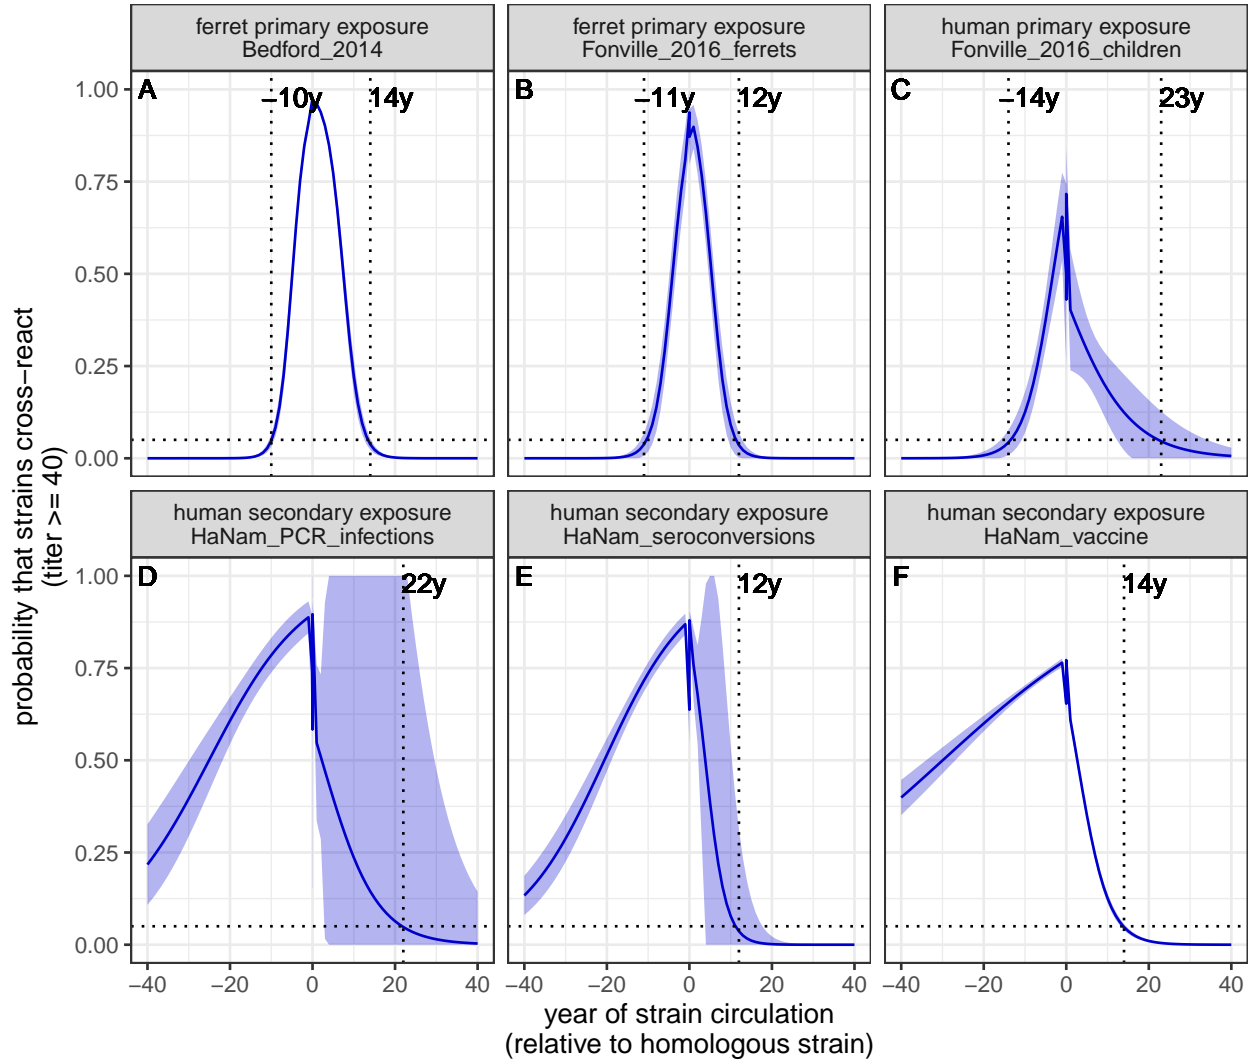 ferret primary exposure
Bedford_2014
ferret primary exposure
Fonville_2016_ferrets
human primary exposure
Fonville_2016_children
A
−10y
14y
B
−11y
12y
C
−14y
23y
1.00
0.75
0.50
0.25
0.00
human secondary exposure
HaNam_PCR_infections
human secondary exposure
HaNam_seroconversions
human secondary exposure
HaNam_vaccine
D
22y
E
12y
F
14y
1.00
0.75
0.50
0.25
0.00
−40
−20
0
20
40
−40
−20
0
20
40
−40
−20
0
20
40
probability that strains cross−react
(titer >= 40)
year of strain circulation
(relative to homologous strain)